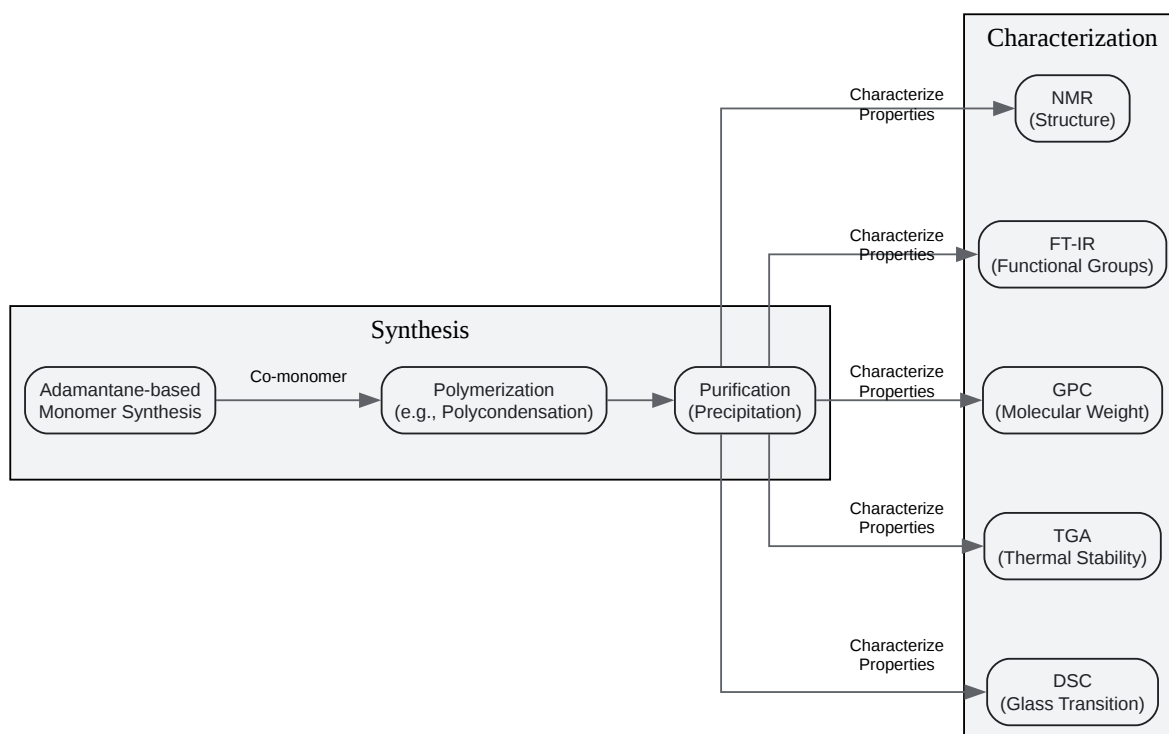 Characterization
Characterize
Properties
NMR
(Structure)
Characterize
Properties
FT-IR
(Functional Groups)
Synthesis
Adamantane-based
Monomer Synthesis
Co-monomer
Polymerization
(e.g., Polycondensation)
Purification
(Precipitation)
Characterize
Properties
GPC
(Molecular Weight)
Characterize
Properties
TGA
(Thermal Stability)
Characterize
Properties
DSC
(Glass Transition)